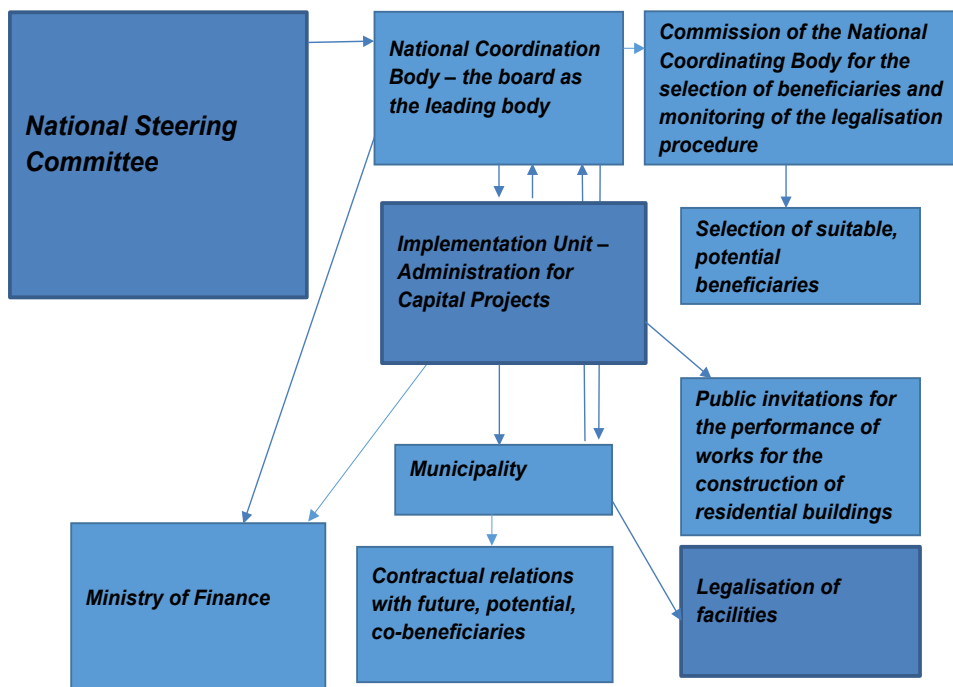 National Steering
Committee
National Coordination
Body – the board as
the leading body
Commission of the National
Coordinating Body for the
selection of beneficiaries and
monitoring of the legalisation
procedure
Selection of suitable,
potential
beneficiaries
Implementation Unit –
Administration for
Capital Projects
Public invitations for
the performance of
works for the
construction of
residential buildings
Municipality
Ministry of Finance
Contractual relations
with future, potential,
co-beneficiaries
Legalisation of
facilities